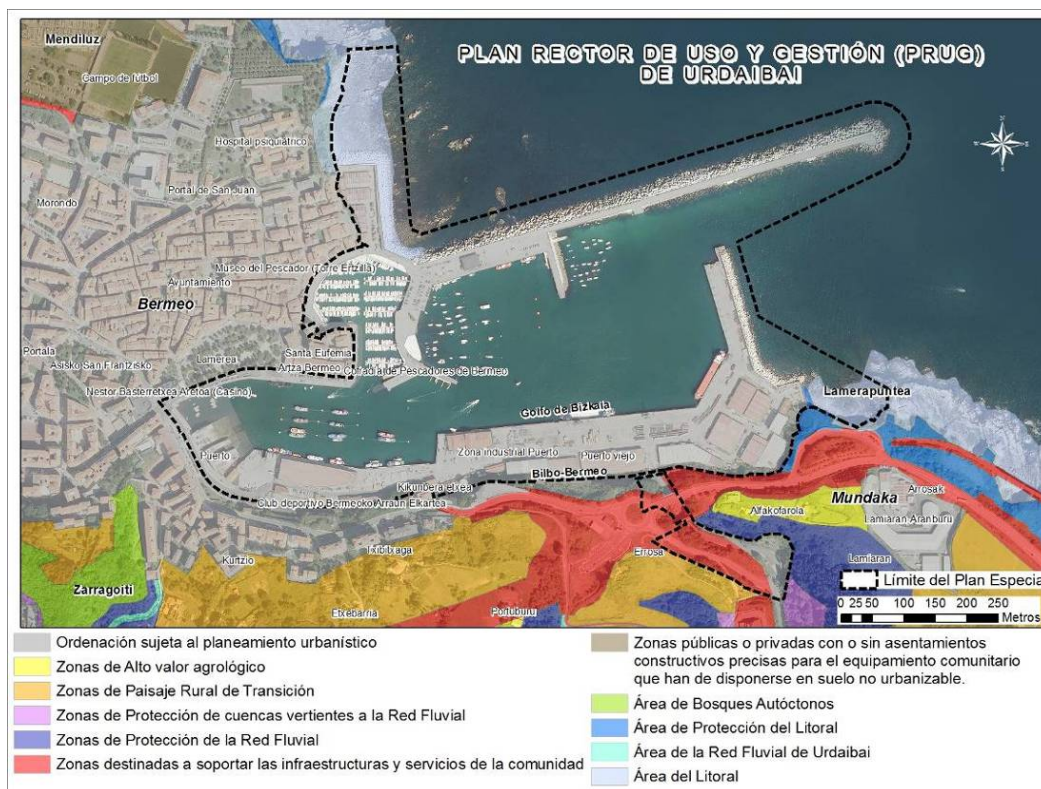 PLAN RECTOR DE USO Y GESTIÓN (PRUG)
DE URDAIBAI
Mendiluz
Campo de fútbol
Hospital psiquiátrico
Portal de San Juan
Morondo
Museo del Pescador (Torre Ertzilla)
Ayuntamiento
Bermeo
Portala
Asisko San Frantzisko
Lamerea
Santa Eufemia
Artza Bermeo
Cofradía de Pescadores de Bermeo
Nestor Basterretxea Aretoa (Casino)
Lamerapuntea
Golfo de Bizkaia
Puerto
Zona industrial Puerto
Puerto viejo
Bilbo-Bermeo
Kikunbera etxea
Club deportivo Bermeoko Arraun Elkartea
Mundaka
Arrosak
Alfakofarola
Lamiaran Aranburu
Kurtzio
Txibitxaga
Errosa
Lamiaran
Zarragoiti
Etxebarria
Portuburu
Límite del Plan Especial
0 25 50 100 150 200 250
Metros
Ordenación sujeta al planeamiento urbanístico
Zonas de Alto valor agrológico
Zonas de Paisaje Rural de Transición
Zonas de Protección de cuencas vertientes a la Red Fluvial
Zonas de Protección de la Red Fluvial
Zonas destinadas a soportar las infraestructuras y servicios de la comunidad
Zonas públicas o privadas con o sin asentamientos
constructivos precisas para el equipamiento comunitario
que han de disponerse en suelo no urbanizable.
Área de Bosques Autóctonos
Área de Protección del Litoral
Área de la Red Fluvial de Urdaibai
Área del Litoral